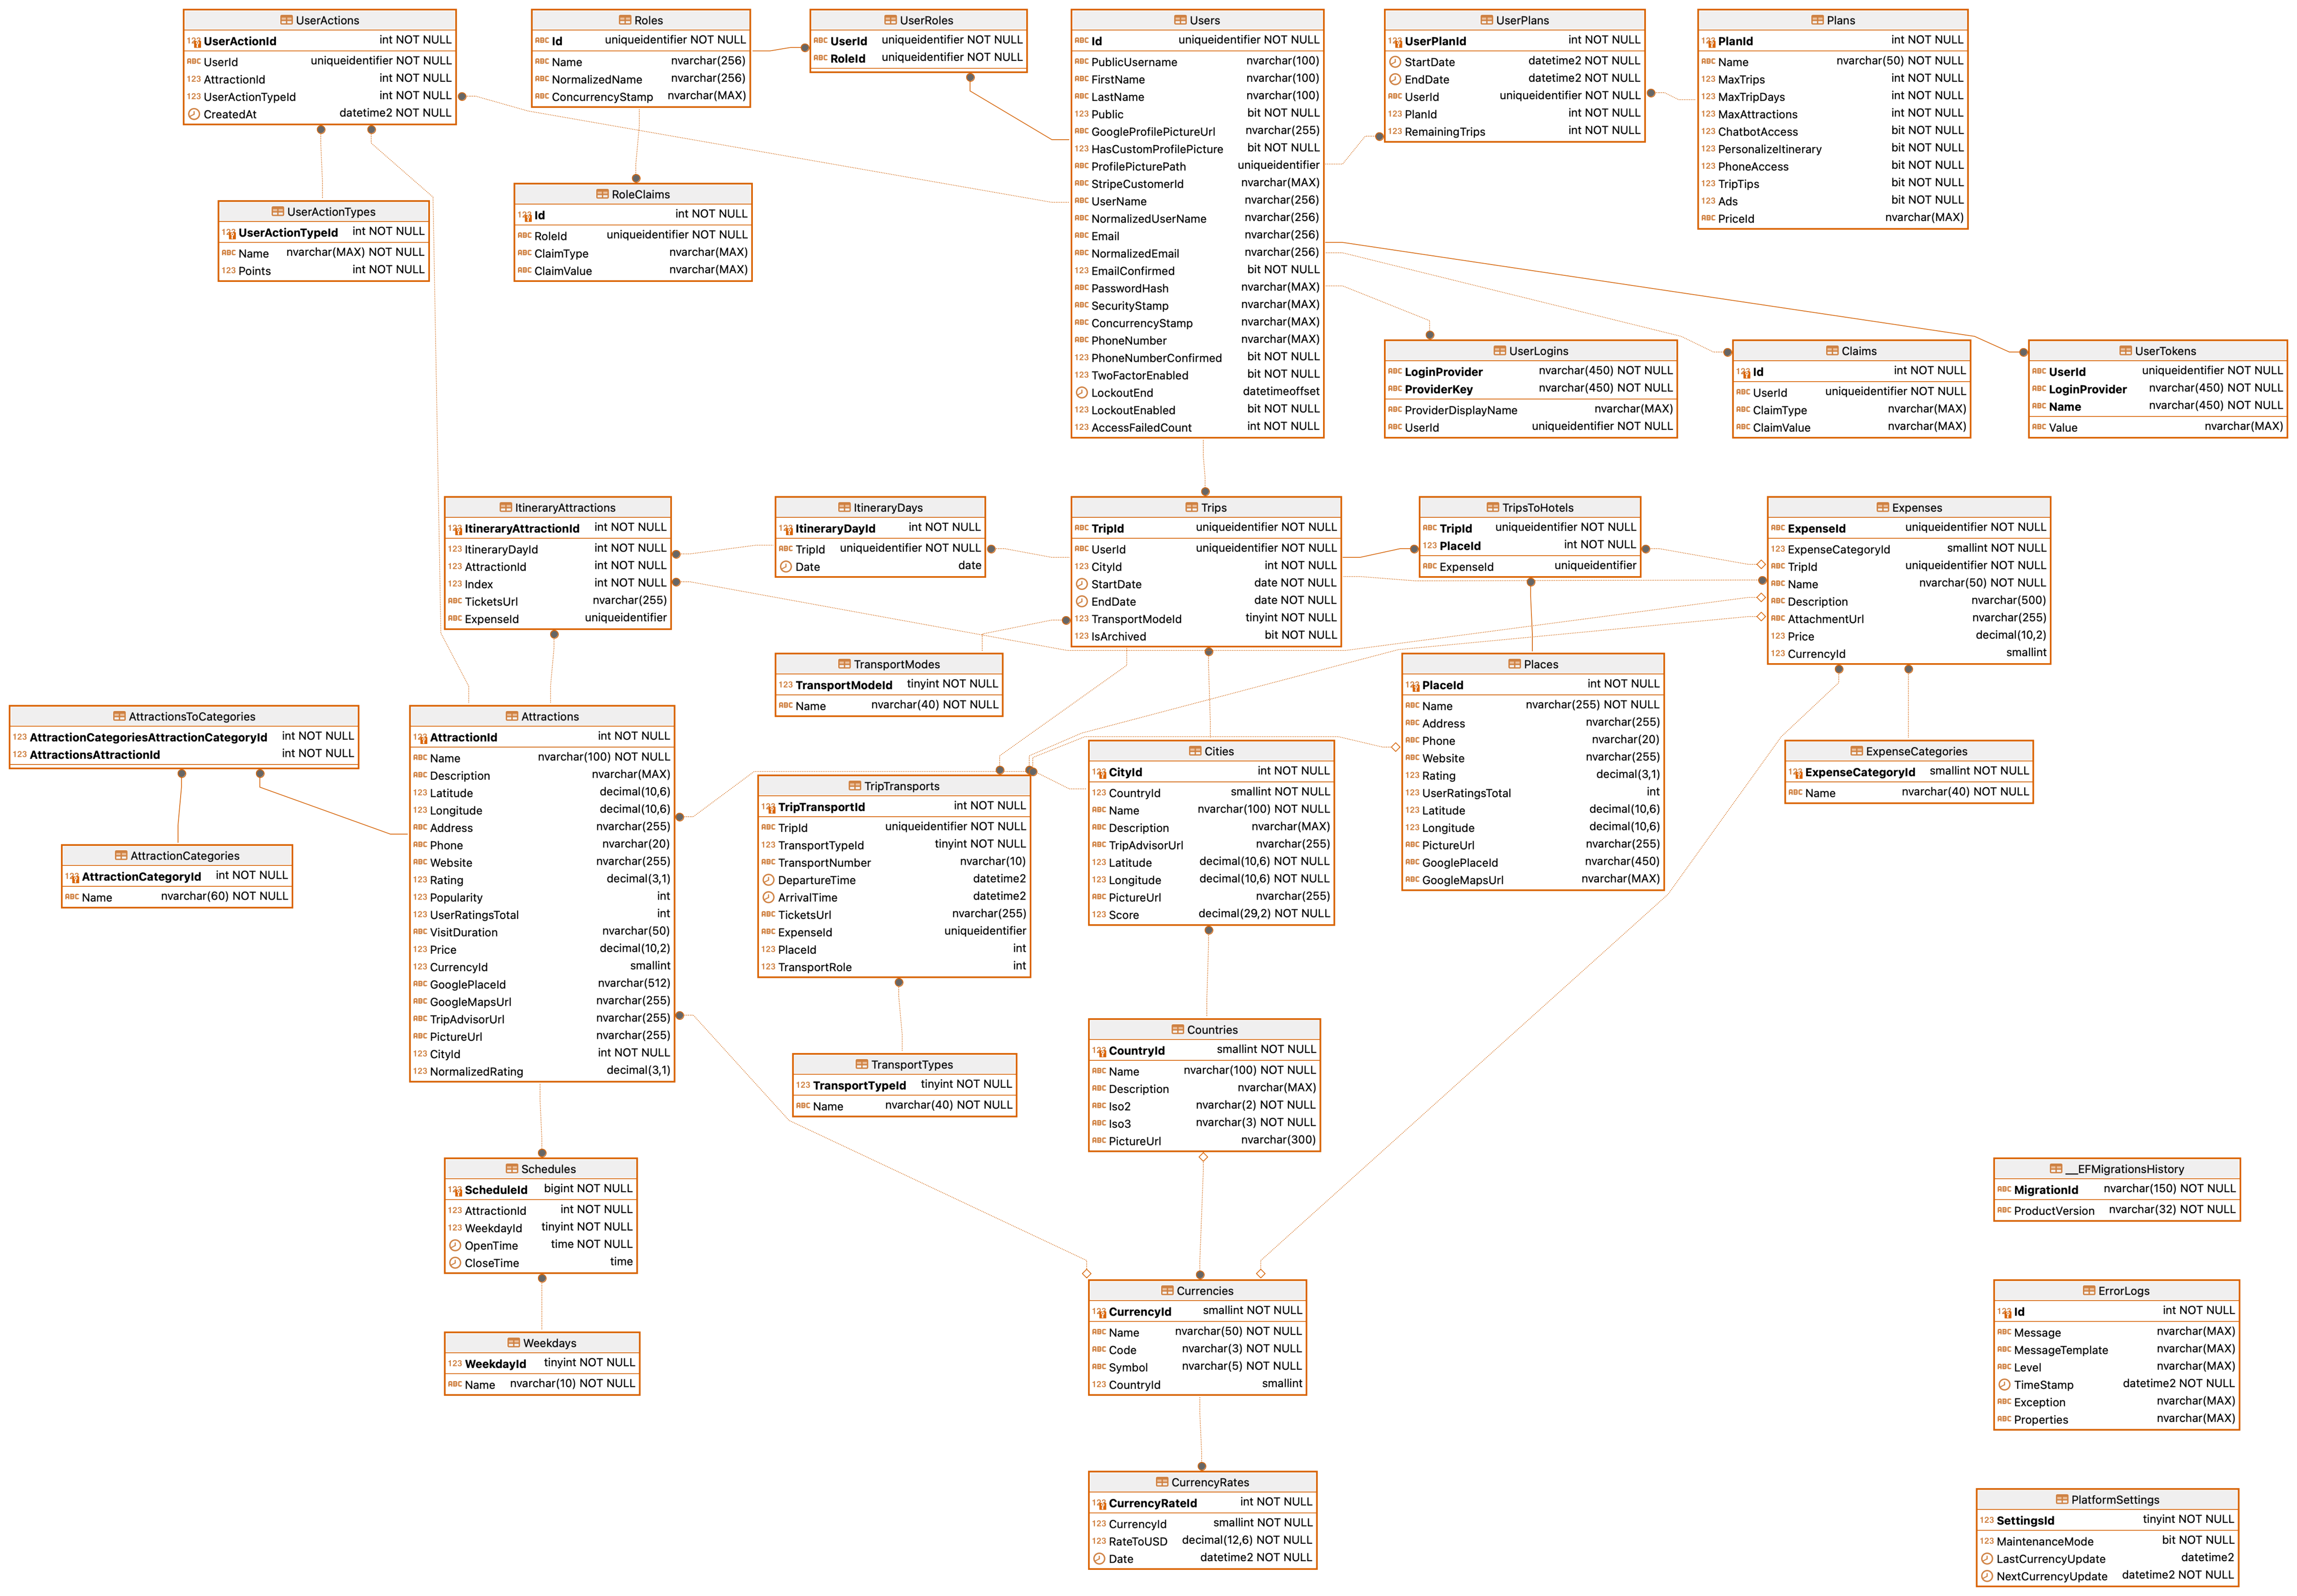 UserActions
UserActionId int NOT NULL
UserId uniqueidentifier NOT NULL
AttractionId int NOT NULL
UserActionTypeId int NOT NULL
CreatedAt datetime2 NOT NULL
Roles
Id uniqueidentifier NOT NULL
Name nvarchar(256)
NormalizedName nvarchar(256)
ConcurrencyStamp nvarchar(MAX)
UserRoles
UserId uniqueidentifier NOT NULL
RoleId uniqueidentifier NOT NULL
Users
Id uniqueidentifier NOT NULL
PublicUsername nvarchar(100)
FirstName nvarchar(100)
LastName nvarchar(100)
Public bit NOT NULL
GoogleProfilePictureUrl nvarchar(255)
HasCustomProfilePicture bit NOT NULL
ProfilePicturePath uniqueidentifier
StripeCustomerId nvarchar(MAX)
UserName nvarchar(256)
NormalizedUserName nvarchar(256)
Email nvarchar(256)
NormalizedEmail nvarchar(256)
EmailConfirmed bit NOT NULL
PasswordHash nvarchar(MAX)
SecurityStamp nvarchar(MAX)
ConcurrencyStamp nvarchar(MAX)
PhoneNumber nvarchar(MAX)
PhoneNumberConfirmed bit NOT NULL
TwoFactorEnabled bit NOT NULL
LockoutEnd datetimeoffset
LockoutEnabled bit NOT NULL
AccessFailedCount int NOT NULL
UserPlans
UserPlanId int NOT NULL
StartDate datetime2 NOT NULL
EndDate datetime2 NOT NULL
UserId uniqueidentifier NOT NULL
PlanId int NOT NULL
RemainingTrips int NOT NULL
Plans
PlanId int NOT NULL
Name nvarchar(50) NOT NULL
MaxTrips int NOT NULL
MaxTripDays int NOT NULL
MaxAttractions int NOT NULL
ChatbotAccess bit NOT NULL
PersonalizeItinerary bit NOT NULL
PhoneAccess bit NOT NULL
TripTips bit NOT NULL
Ads bit NOT NULL
PriceId nvarchar(MAX)
UserActionTypes
UserActionTypeId int NOT NULL
Name nvarchar(MAX) NOT NULL
Points int NOT NULL
RoleClaims
Id int NOT NULL
RoleId uniqueidentifier NOT NULL
ClaimType nvarchar(MAX)
ClaimValue nvarchar(MAX)
UserLogins
LoginProvider nvarchar(450) NOT NULL
ProviderKey nvarchar(450) NOT NULL
ProviderDisplayName nvarchar(MAX)
UserId uniqueidentifier NOT NULL
Claims
Id int NOT NULL
UserId uniqueidentifier NOT NULL
ClaimType nvarchar(MAX)
ClaimValue nvarchar(MAX)
UserTokens
UserId uniqueidentifier NOT NULL
LoginProvider nvarchar(450) NOT NULL
Name nvarchar(450) NOT NULL
Value nvarchar(MAX)
ItineraryAttractions
ItineraryAttractionId int NOT NULL
ItineraryDayId int NOT NULL
AttractionId int NOT NULL
Index int NOT NULL
TicketsUrl nvarchar(255)
ExpenseId uniqueidentifier
ItineraryDays
ItineraryDayId int NOT NULL
TripId uniqueidentifier NOT NULL
Date date
Trips
TripId uniqueidentifier NOT NULL
UserId uniqueidentifier NOT NULL
CityId int NOT NULL
StartDate date NOT NULL
EndDate date NOT NULL
TransportModeId tinyint NOT NULL
IsArchived bit NOT NULL
TripsToHotels
TripId uniqueidentifier NOT NULL
PlaceId int NOT NULL
ExpenseId uniqueidentifier
Expenses
ExpenseId uniqueidentifier NOT NULL
ExpenseCategoryId smallint NOT NULL
TripId uniqueidentifier NOT NULL
Name nvarchar(50) NOT NULL
Description nvarchar(500)
AttachmentUrl nvarchar(255)
Price decimal(10,2)
CurrencyId smallint
TransportModes
TransportModeId tinyint NOT NULL
Name nvarchar(40) NOT NULL
Places
PlaceId int NOT NULL
Name nvarchar(255) NOT NULL
Address nvarchar(255)
Phone nvarchar(20)
Website nvarchar(255)
Rating decimal(3,1)
UserRatingsTotal int
Latitude decimal(10,6)
Longitude decimal(10,6)
PictureUrl nvarchar(255)
GooglePlaceId nvarchar(450)
GoogleMapsUrl nvarchar(MAX)
AttractionsToCategories
AttractionCategoriesAttractionCategoryId int NOT NULL
AttractionsAttractionId int NOT NULL
Attractions
AttractionId int NOT NULL
Name nvarchar(100) NOT NULL
Description nvarchar(MAX)
Latitude decimal(10,6)
Longitude decimal(10,6)
Address nvarchar(255)
Phone nvarchar(20)
Website nvarchar(255)
Rating decimal(3,1)
Popularity int
UserRatingsTotal int
VisitDuration nvarchar(50)
Price decimal(10,2)
CurrencyId smallint
GooglePlaceId nvarchar(512)
GoogleMapsUrl nvarchar(255)
TripAdvisorUrl nvarchar(255)
PictureUrl nvarchar(255)
CityId int NOT NULL
NormalizedRating decimal(3,1)
TripTransports
TripTransportId int NOT NULL
TripId uniqueidentifier NOT NULL
TransportTypeId tinyint NOT NULL
TransportNumber nvarchar(10)
DepartureTime datetime2
ArrivalTime datetime2
TicketsUrl nvarchar(255)
ExpenseId uniqueidentifier
PlaceId int
TransportRole int
Cities
CityId int NOT NULL
CountryId smallint NOT NULL
Name nvarchar(100) NOT NULL
Description nvarchar(MAX)
TripAdvisorUrl nvarchar(255)
Latitude decimal(10,6) NOT NULL
Longitude decimal(10,6) NOT NULL
PictureUrl nvarchar(255)
Score decimal(29,2) NOT NULL
ExpenseCategories
ExpenseCategoryId smallint NOT NULL
Name nvarchar(40) NOT NULL
AttractionCategories
AttractionCategoryId int NOT NULL
Name nvarchar(60) NOT NULL
TransportTypes
TransportTypeId tinyint NOT NULL
Name nvarchar(40) NOT NULL
Countries
CountryId smallint NOT NULL
Name nvarchar(100) NOT NULL
Description nvarchar(MAX)
Iso2 nvarchar(2) NOT NULL
Iso3 nvarchar(3) NOT NULL
PictureUrl nvarchar(300)
Schedules
ScheduleId bigint NOT NULL
AttractionId int NOT NULL
WeekdayId tinyint NOT NULL
OpenTime time NOT NULL
CloseTime time
__EFMigrationsHistory
MigrationId nvarchar(150) NOT NULL
ProductVersion nvarchar(32) NOT NULL
Currencies
CurrencyId smallint NOT NULL
Name nvarchar(50) NOT NULL
Code nvarchar(3) NOT NULL
Symbol nvarchar(5) NOT NULL
CountryId smallint
ErrorLogs
Id int NOT NULL
Message nvarchar(MAX)
MessageTemplate nvarchar(MAX)
Level nvarchar(MAX)
TimeStamp datetime2 NOT NULL
Exception nvarchar(MAX)
Properties nvarchar(MAX)
Weekdays
WeekdayId tinyint NOT NULL
Name nvarchar(10) NOT NULL
CurrencyRates
CurrencyRateId int NOT NULL
CurrencyId smallint NOT NULL
RateToUSD decimal(12,6) NOT NULL
Date datetime2 NOT NULL
PlatformSettings
SettingsId tinyint NOT NULL
MaintenanceMode bit NOT NULL
LastCurrencyUpdate datetime2
NextCurrencyUpdate datetime2 NOT NULL